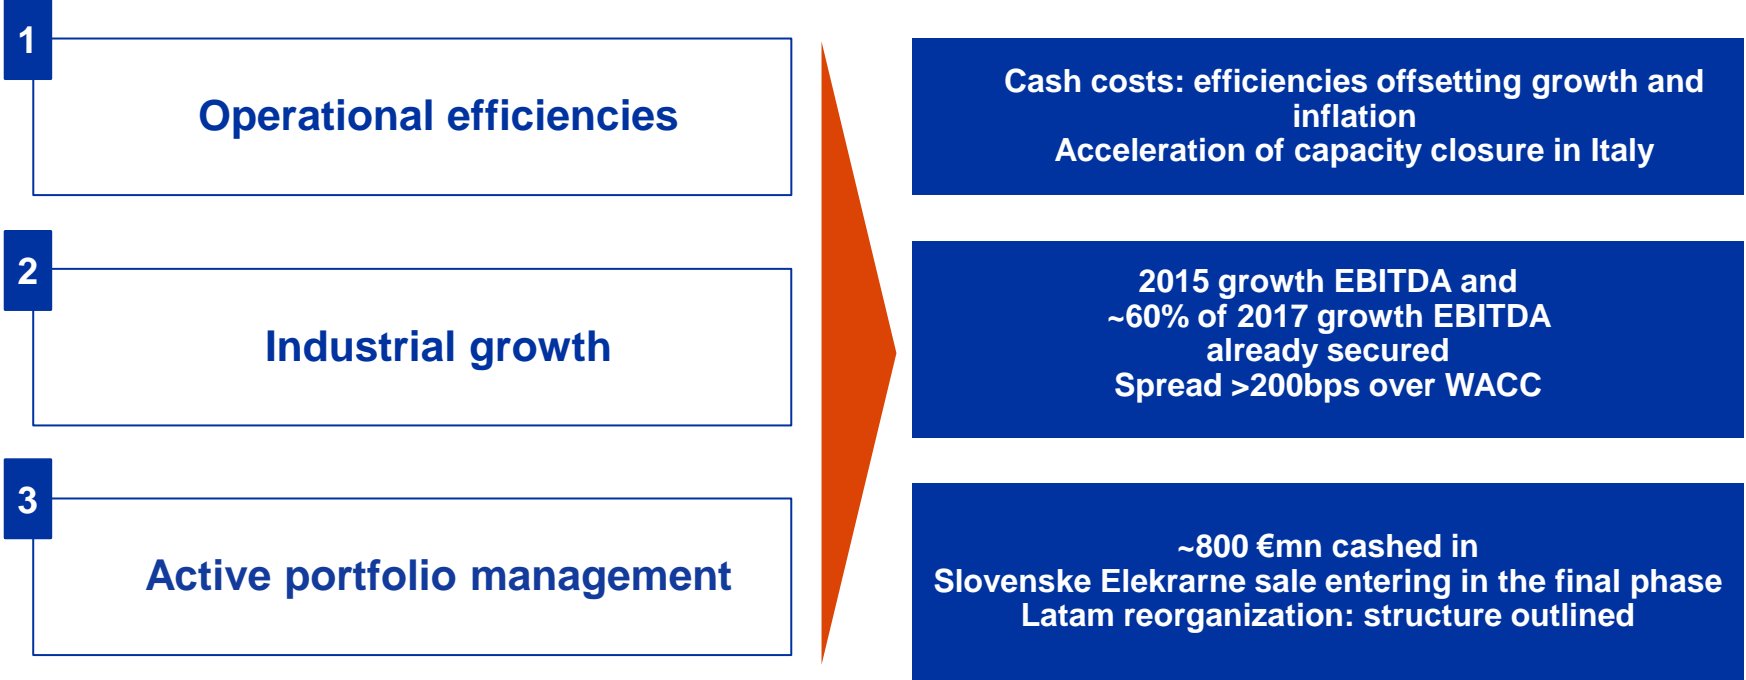 1
Operational efficiencies
Cash costs: efficiencies offsetting growth and
inflation
Acceleration of capacity closure in Italy
2
Industrial growth
2015 growth EBITDA and
~60% of 2017 growth EBITDA
already secured
Spread >200bps over WACC
3
Active portfolio management
~800 €mn cashed in
Slovenske Elekrarne sale entering in the final phase
Latam reorganization: structure outlined